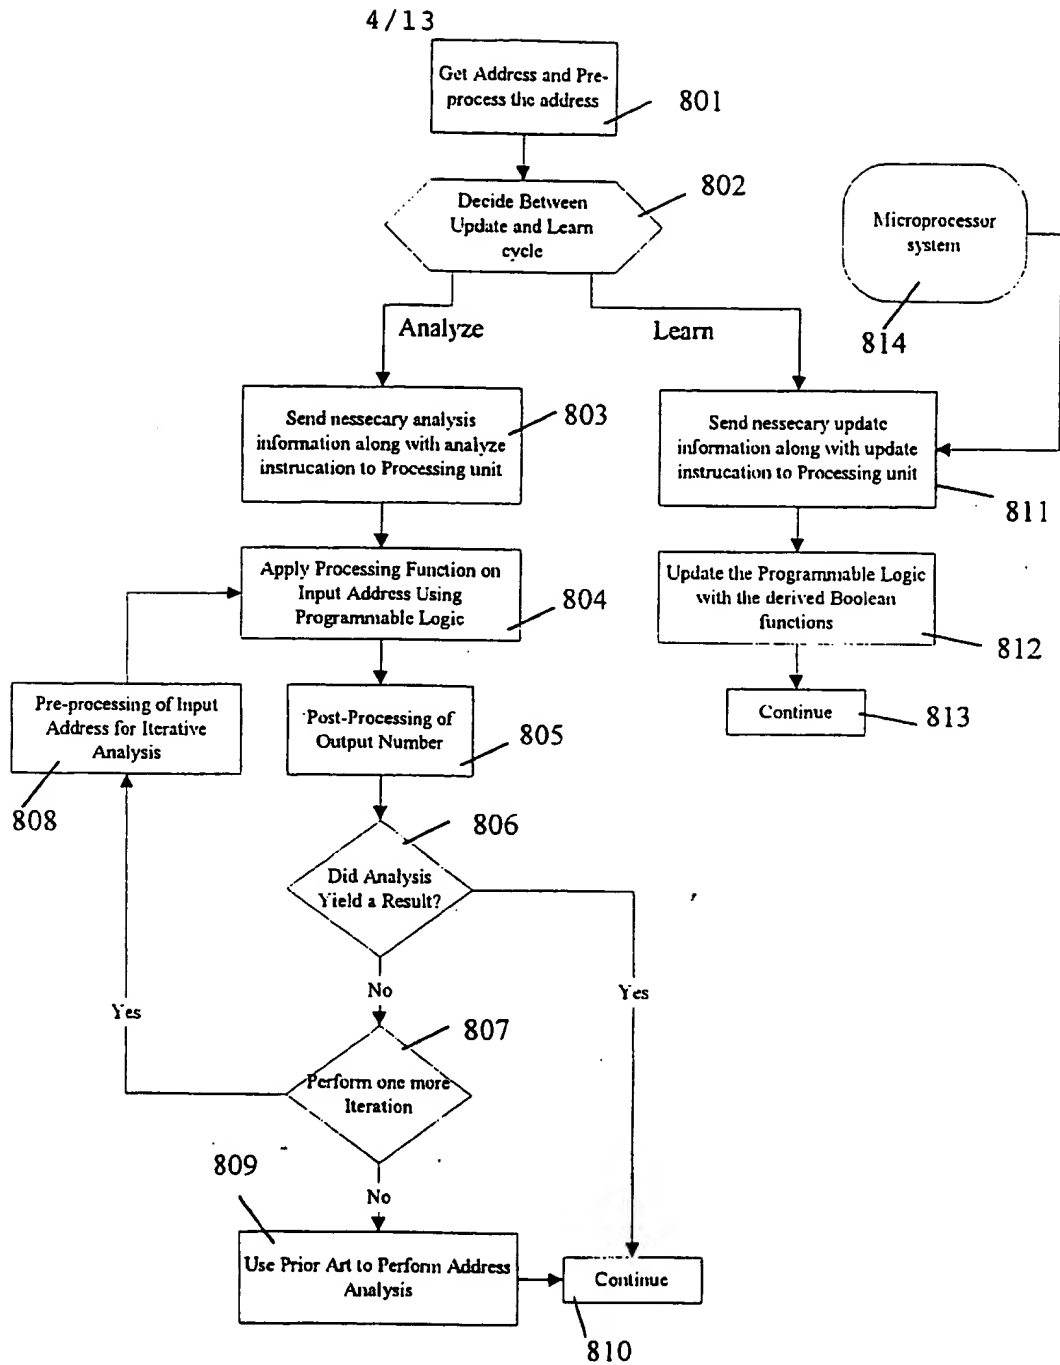 4/13
Get Address and Pre-
process the address
801
Decide Between
Update and Learn
cycle
802
Microprocessor
system
814
Analyze
Learn
Send nessecary analysis
information along with analyze
instrucation to Processing unit
803
Send nessecary update
information along with update
instrucation to Processing unit
811
Apply Processing Function on
Input Address Using
Programmable Logic
804
Update the Programmable Logic
with the derived Boolean
functions
812
Pre-processing of Input
Address for Iterative
Analysis
808
Post-Processing of
Output Number
805
Continue
813
806
Did Analysis
Yield a Result?
No
Yes
Yes
807
Perform one more
Iteration
809
No
Use Prior Art to Perform Address
Analysis
Continue
810